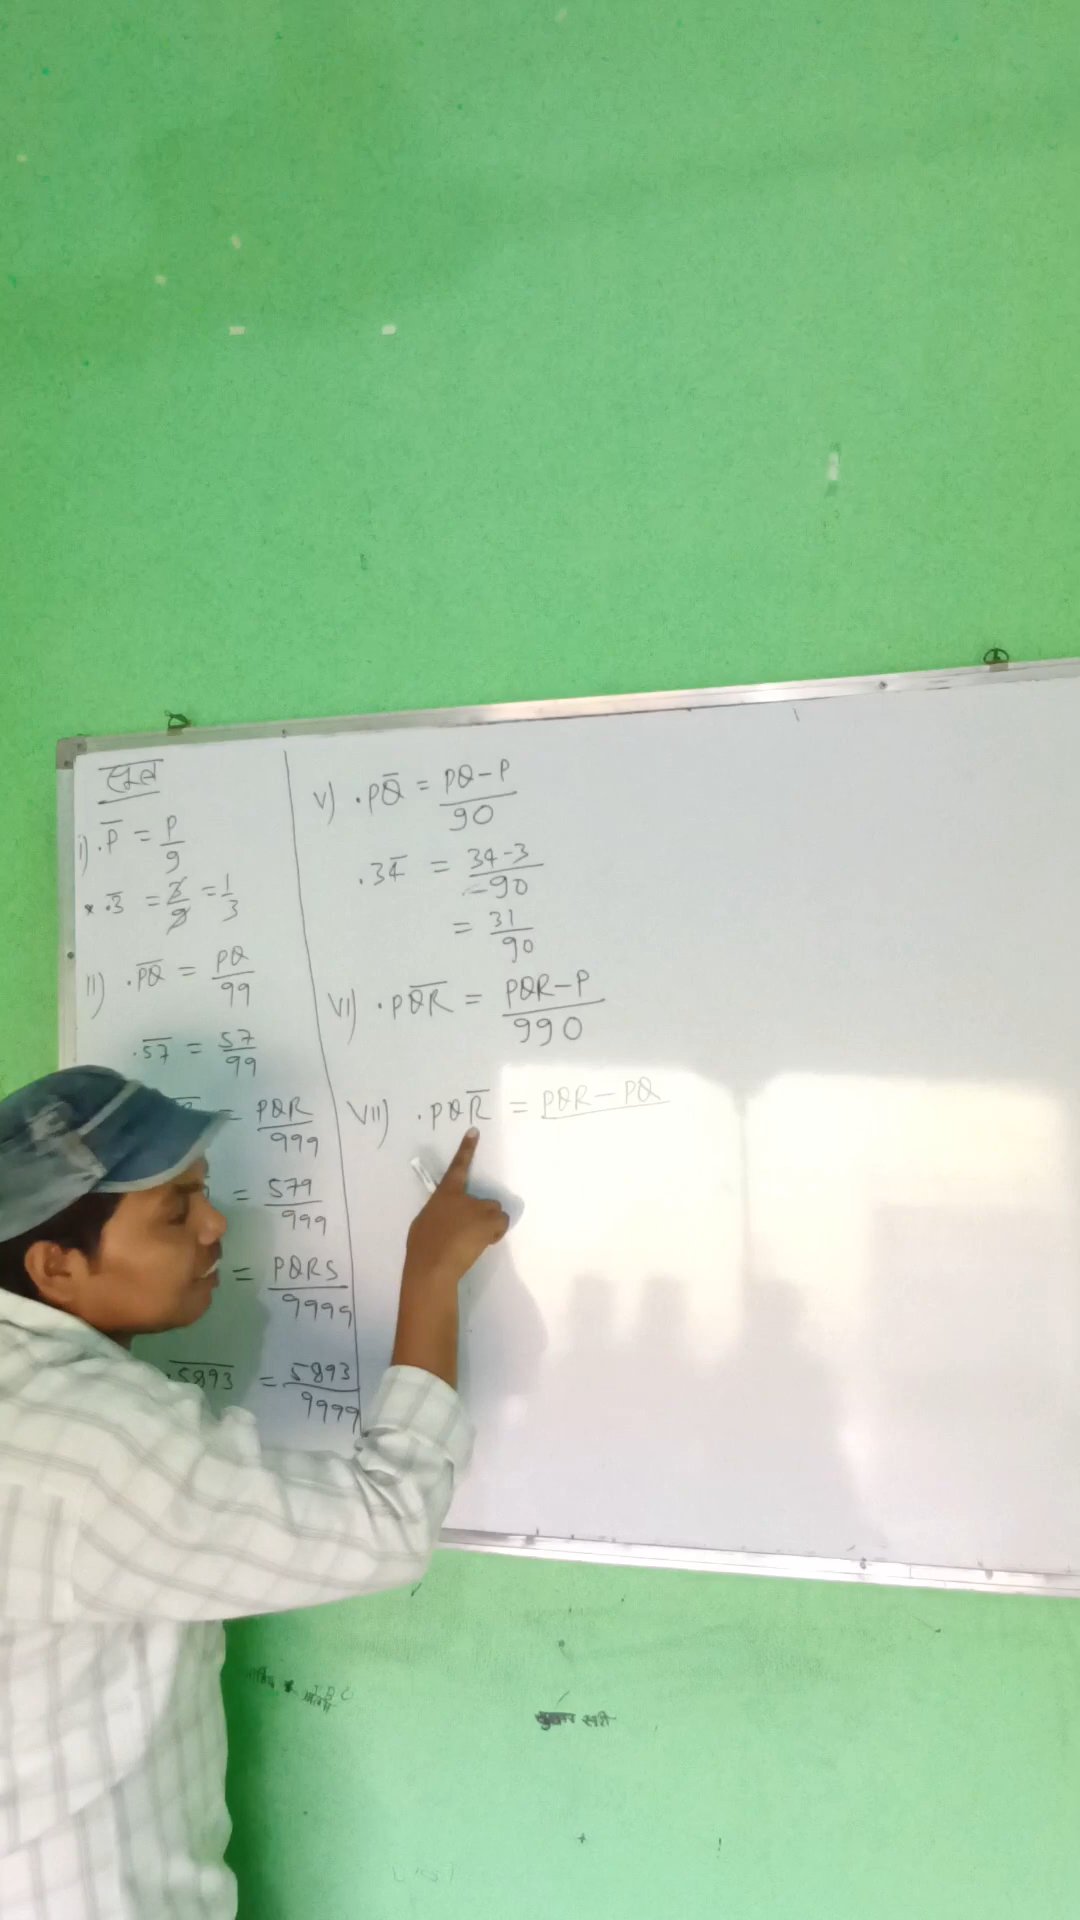 सूत्र
i) .P̅ = P/9
* .3̅ = 3/9 = 1/3
II) .P̅Q̅ = PQ/99
.5̅7̅ = 57/99
= PQR/999
= 579/999
= PQRS/9999
.5̅8̅9̅3̅ = 5893/9999
V) .PQ̅ = PQ-P/90
.34̅ = 34-3/90
= 31/90
VI) .PQ̅R̅ = PQR-P/990
VII) .PQR̅ = PQR-PQ